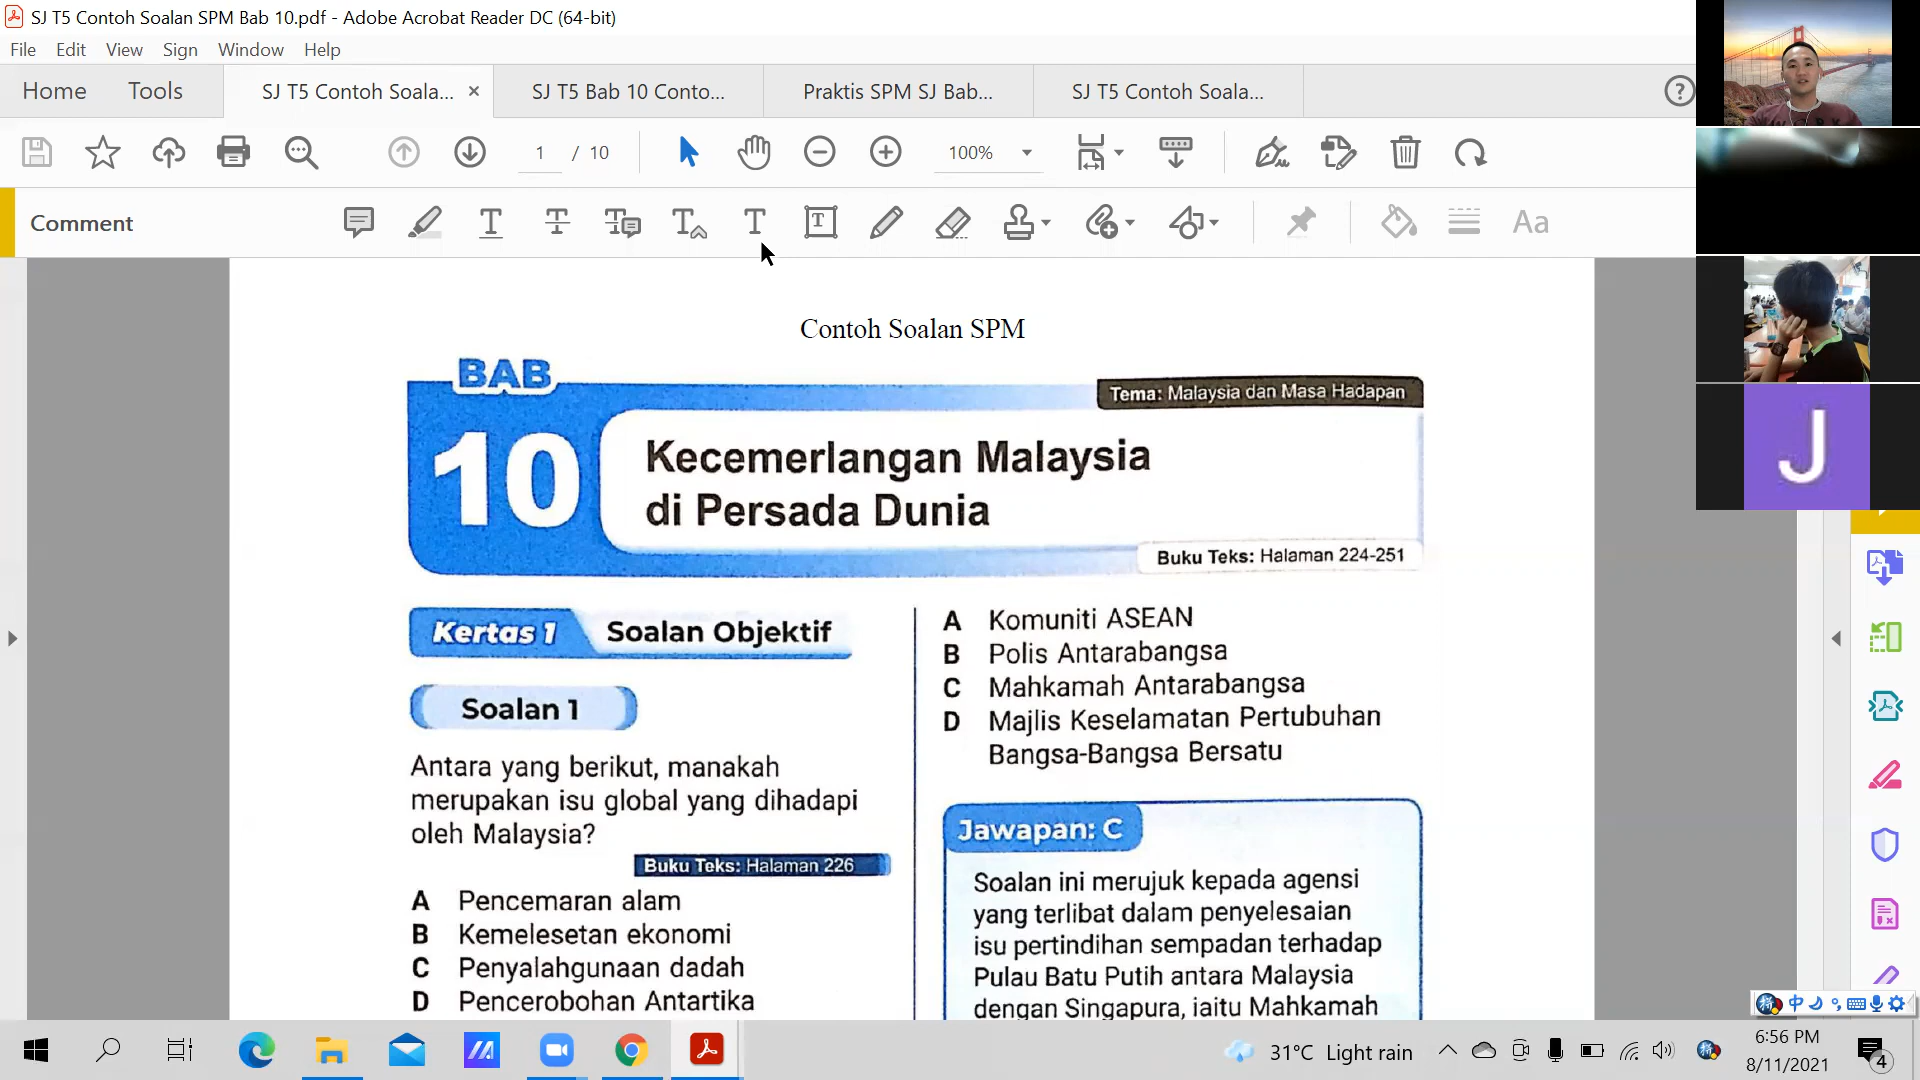 SJ T5 Contoh Soalan SPM Bab 10.pdf - Adobe Acrobat Reader DC (64-bit)
File Edit View Sign Window Help
Home Tools SJ T5 Contoh Soala... × SJ T5 Bab 10 Conto... Praktis SPM SJ Bab... SJ T5 Contoh Soala...
1 / 10 100%
Comment
Aa
J
Contoh Soalan SPM
BAB
10
Tema: Malaysia dan Masa Hadapan
Kecemerlangan Malaysia
di Persada Dunia
Buku Teks: Halaman 224-251
Kertas 1 Soalan Objektif
Soalan 1
Antara yang berikut, manakah
merupakan isu global yang dihadapi
oleh Malaysia?
Buku Teks: Halaman 226
A Pencemaran alam
B Kemelesetan ekonomi
C Penyalahgunaan dadah
D Pencerobohan Antartika
A Komuniti ASEAN
B Polis Antarabangsa
C Mahkamah Antarabangsa
D Majlis Keselamatan Pertubuhan
Bangsa-Bangsa Bersatu
Jawapan: C
Soalan ini merujuk kepada agensi
yang terlibat dalam penyelesaian
isu pertindihan sempadan terhadap
Pulau Batu Putih antara Malaysia
dengan Singapura, iaitu Mahkamah
中
31°C Light rain
6:56 PM
8/11/2021
4